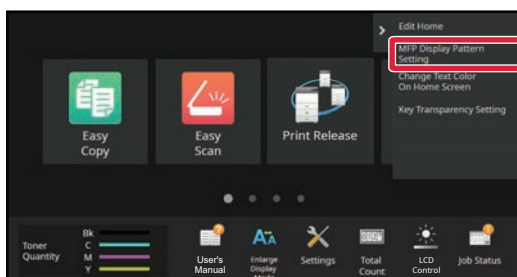 Edit Home
MFP Display Pattern
Setting
Change Text Color
On Home Screen
Key Transparency Setting
Easy
Copy
Easy
Scan
Print Release
Toner
Quantity
Bk
C
M
Y
User's
Manual
Enlarge
Display
Mode
Settings
Total
Count
LCD
Control
Job Status